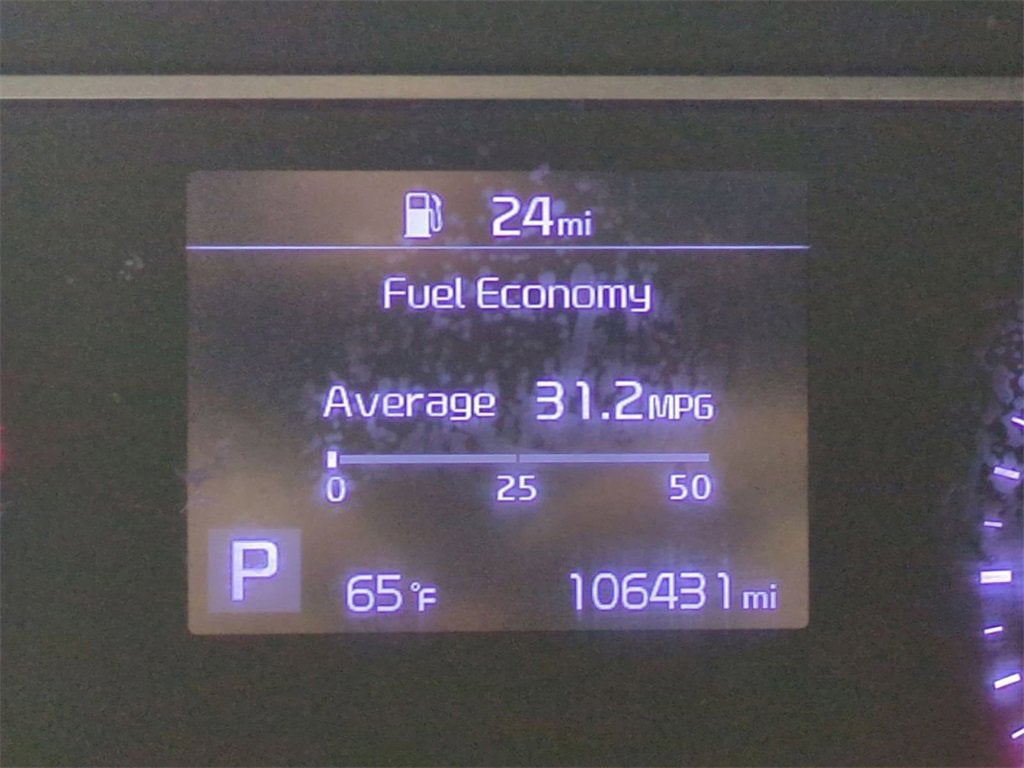 24mi
Fuel Economy
Average 31.2MPG
0 25 50
P 65°F 106431mi